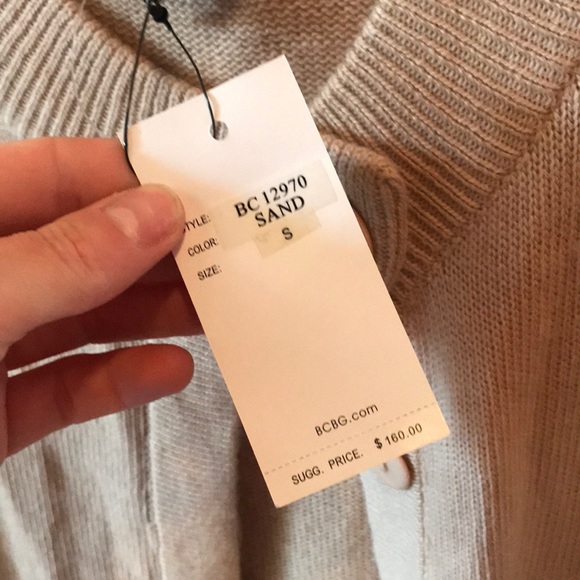 STYLE: BC 12970
COLOR: SAND
SIZE: S
BCBG.com
SUGG. PRICE. $160.00